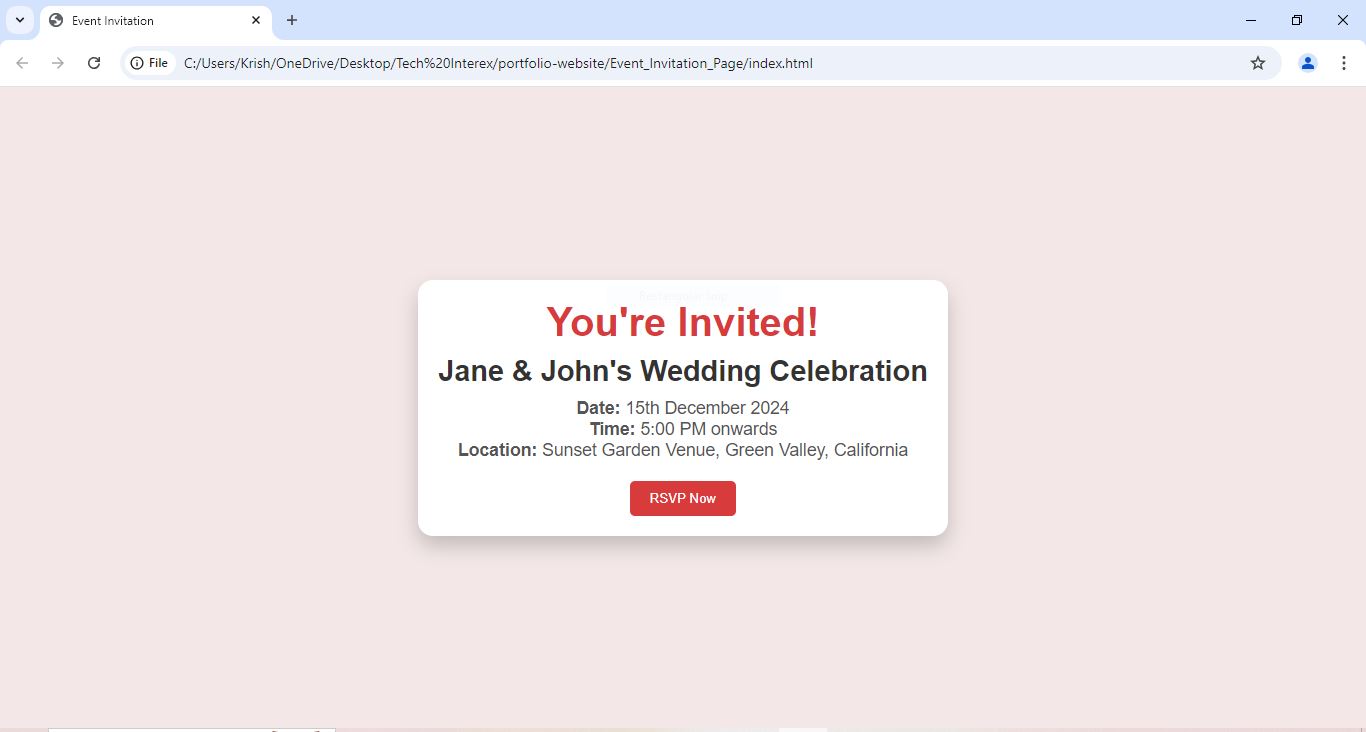 Event Invitation
File
C:/Users/Krish/OneDrive/Desktop/Tech%20Interex/portfolio-website/Event_Invitation_Page/index.html
You're Invited!
Jane & John's Wedding Celebration
Date: 15th December 2024
Time: 5:00 PM onwards
Location: Sunset Garden Venue, Green Valley, California
RSVP Now